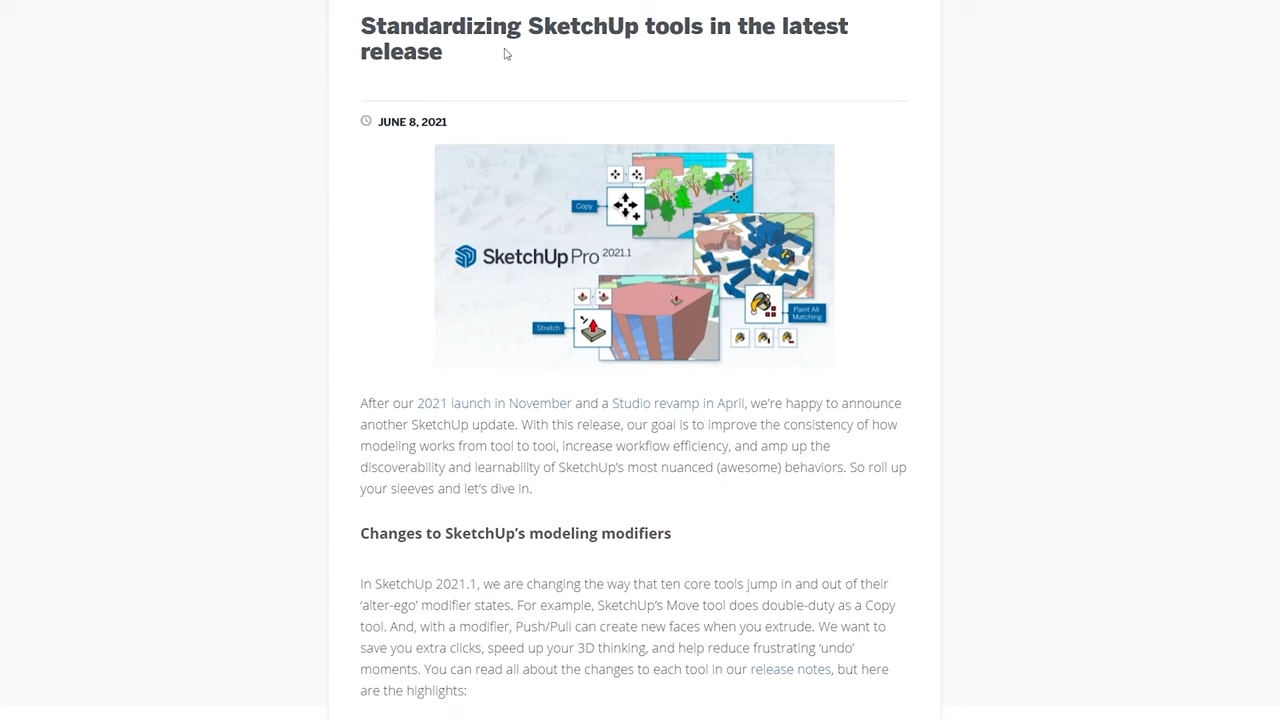 Standardizing SketchUp tools in the latest
release
JUNE 8, 2021
Copy
SketchUp Pro 2021.1
Paint All
Matching
Stretch
After our 2021 launch in November and a Studio revamp in April, we're happy to announce
another SketchUp update. With this release, our goal is to improve the consistency of how
modeling works from tool to tool, increase workflow efficiency, and amp up the
discoverability and learnability of SketchUp's most nuanced (awesome) behaviors. So roll up
your sleeves and let's dive in.
Changes to SketchUp's modeling modifiers
In SketchUp 2021.1, we are changing the way that ten core tools jump in and out of their
'alter-ego' modifier states. For example, SketchUp's Move tool does double-duty as a Copy
tool. And, with a modifier, Push/Pull can create new faces when you extrude. We want to
save you extra clicks, speed up your 3D thinking, and help reduce frustrating 'undo'
moments. You can read all about the changes to each tool in our release notes, but here
are the highlights: